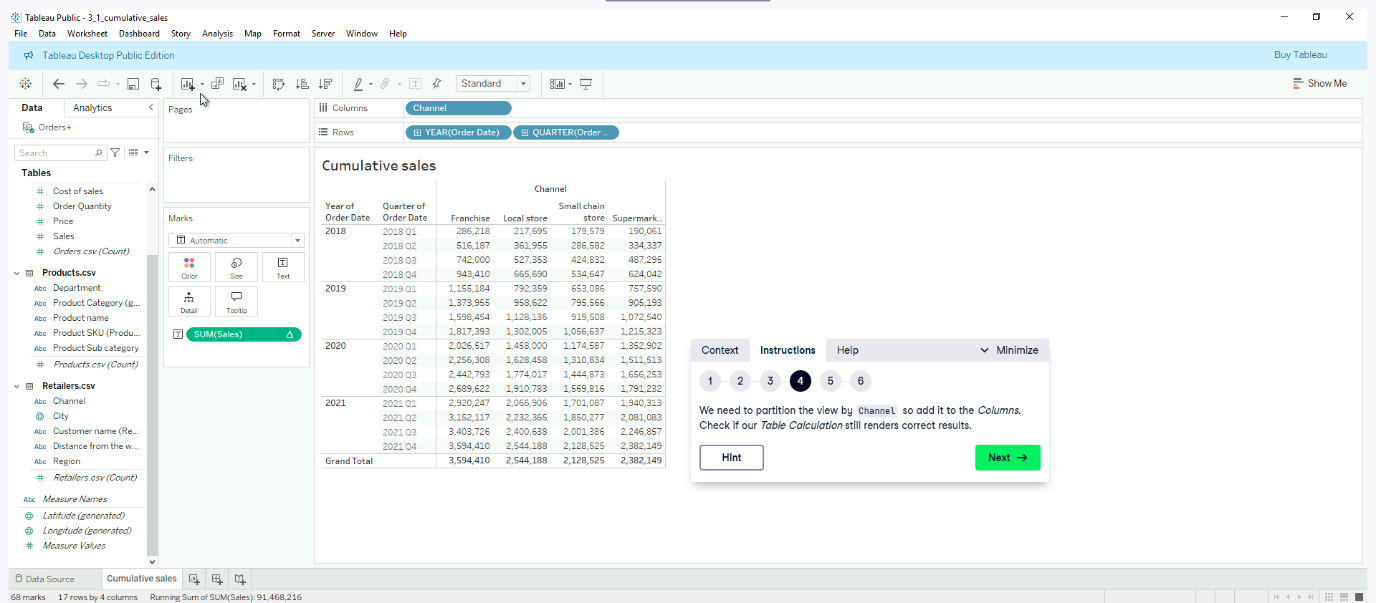 Tableau Public - 3_1_cumulative_sales
File Data Worksheet Dashboard Story Analysis Map Format Server Window Help
Tableau Desktop Public Edition Buy Tableau
Standard Show Me
Data Analytics
Orders+
Search
Tables
# Cost of sales
# Order Quantity
# Price
# Sales
# Orders.csv (Count)
Products.csv
Abc Department
Abc Product Category (g...
Abc Product name
Abc Product SKU (Produ...
Abc Product Sub category
# Products.csv (Count)
Retailers.csv
Abc Channel
City
Abc Customer name (Re...
Abc Distance from the w...
Abc Region
# Retailers.csv (Count)
Abc Measure Names
Latitude (generated)
Longitude (generated)
# Measure Values
Pages
Filters
Marks
Automatic
Color Size Text
Detail Tooltip
SUM(Sales) Δ
Columns Channel
Rows YEAR(Order Date) QUARTER(Order ..
Cumulative sales
Channel
Year of Quarter of Small chain
Order Date Order Date Franchise Local store store Supermark..
2018 2018 Q1 286,218 217,695 179,579 190,061
2018 Q2 516,187 361,955 286,582 334,337
2018 Q3 742,000 527,353 424,832 487,295
2018 Q4 943,410 665,690 534,647 624,042
2019 2019 Q1 1,155,184 792,359 653,086 757,590
2019 Q2 1,373,955 958,622 795,566 905,193
2019 Q3 1,598,454 1,128,136 919,508 1,072,540
2019 Q4 1,817,393 1,302,005 1,056,637 1,215,323
2020 2020 Q1 2,026,517 1,458,000 1,174,587 1,352,902
2020 Q2 2,256,308 1,628,458 1,310,834 1,511,513
2020 Q3 2,442,793 1,774,017 1,444,873 1,656,253
2020 Q4 2,689,622 1,910,783 1,569,816 1,791,232
2021 2021 Q1 2,920,247 2,066,906 1,701,087 1,940,313
2021 Q2 3,152,117 2,232,365 1,850,277 2,081,083
2021 Q3 3,403,726 2,400,638 2,001,386 2,246,857
2021 Q4 3,594,410 2,544,188 2,128,525 2,382,149
Grand Total 3,594,410 2,544,188 2,128,525 2,382,149
Context Instructions Help Minimize
1 2 3 4 5 6
We need to partition the view by Channel so add it to the Columns.
Check if our Table Calculation still renders correct results.
HInt Next →
Data Source Cumulative sales
68 marks 17 rows by 4 columns Running Sum of SUM(Sales): 91,468,216